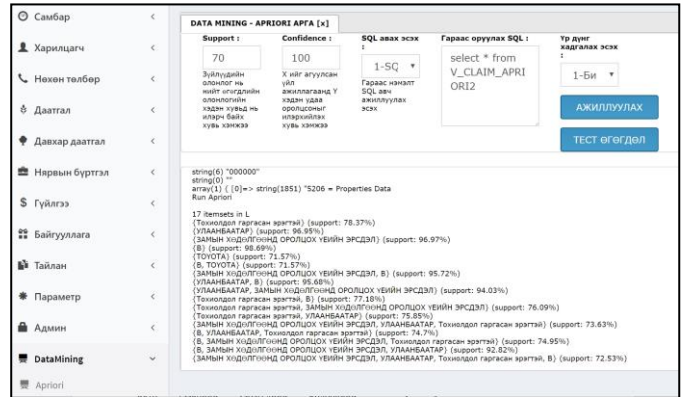 Самбар
Харилцагч
Нөхөн төлбөр
Даатгал
Давхар даатгал
Нярвын бүртгэл
Гүйлгээ
Байгууллага
Тайлан
Параметр
Админ
DataMining
Apriori
DATA MINING - APRIORI АРГА [x]
Support :
70
Зүйлүүдийн
олонлог нь
нийт өгөгдлийн
олонлогийн
хэдэн хувьд нь
илэрч байх
хувь хэмжээ
Confidence :
100
X ийг агуулсан
үйл
ажиллагаанд Y
хэдэн удаа
оролцсоныг
илэрхийлэх
хувь хэмжээ
SQL авах эсэх
:
1-SQ
Гараас нэмэлт
SQL авч
ажиллуулах
эсэх
Гараас оруулах SQL :
select * from
V_CLAIM_APRI
ORI2
Үр дүнг
хадгалах эсэх
:
1-Би
АЖИЛЛУУЛАХ
ТЕСТ ӨГӨГДӨЛ
string(6) "000000"
string(0) ""
array(1) { [0]=> string(1851) "5206 = Properties Data
Run Apriori
17 itemsets in L
{Тохиолдол гаргасан эрэгтэй} (support: 78.37%)
{УЛААНБААТАР} (support: 96.95%)
{ЗАМЫН ХӨДӨЛГӨӨНД ОРОЛЦОХ ҮЕИЙН ЭРСДЭЛ} (support: 96.97%)
{B} (support: 98.69%)
{TOYOTA} (support: 71.57%)
{B, TOYOTA} (support: 71.57%)
{ЗАМЫН ХӨДӨЛГӨӨНД ОРОЛЦОХ ҮЕИЙН ЭРСДЭЛ, B} (support: 95.72%)
{УЛААНБААТАР, B} (support: 95.68%)
{УЛААНБААТАР, ЗАМЫН ХӨДӨЛГӨӨНД ОРОЛЦОХ ҮЕИЙН ЭРСДЭЛ} (support: 94.03%)
{Тохиолдол гаргасан эрэгтэй, B} (support: 77.18%)
{Тохиолдол гаргасан эрэгтэй, ЗАМЫН ХӨДӨЛГӨӨНД ОРОЛЦОХ ҮЕИЙН ЭРСДЭЛ} (support: 76.09%)
{Тохиолдол гаргасан эрэгтэй, УЛААНБААТАР} (support: 75.85%)
{ЗАМЫН ХӨДӨЛГӨӨНД ОРОЛЦОХ ҮЕИЙН ЭРСДЭЛ, УЛААНБААТАР, Тохиолдол гаргасан эрэгтэй} (support: 73.63%)
{B, УЛААНБААТАР, Тохиолдол гаргасан эрэгтэй} (support: 74.7%)
{B, ЗАМЫН ХӨДӨЛГӨӨНД ОРОЛЦОХ ҮЕИЙН ЭРСДЭЛ, Тохиолдол гаргасан эрэгтэй} (support: 74.95%)
{B, ЗАМЫН ХӨДӨЛГӨӨНД ОРОЛЦОХ ҮЕИЙН ЭРСДЭЛ, УЛААНБААТАР} (support: 92.82%)
{ЗАМЫН ХӨДӨЛГӨӨНД ОРОЛЦОХ ҮЕИЙН ЭРСДЭЛ, УЛААНБААТАР, Тохиолдол гаргасан эрэгтэй, B} (support: 72.53%)